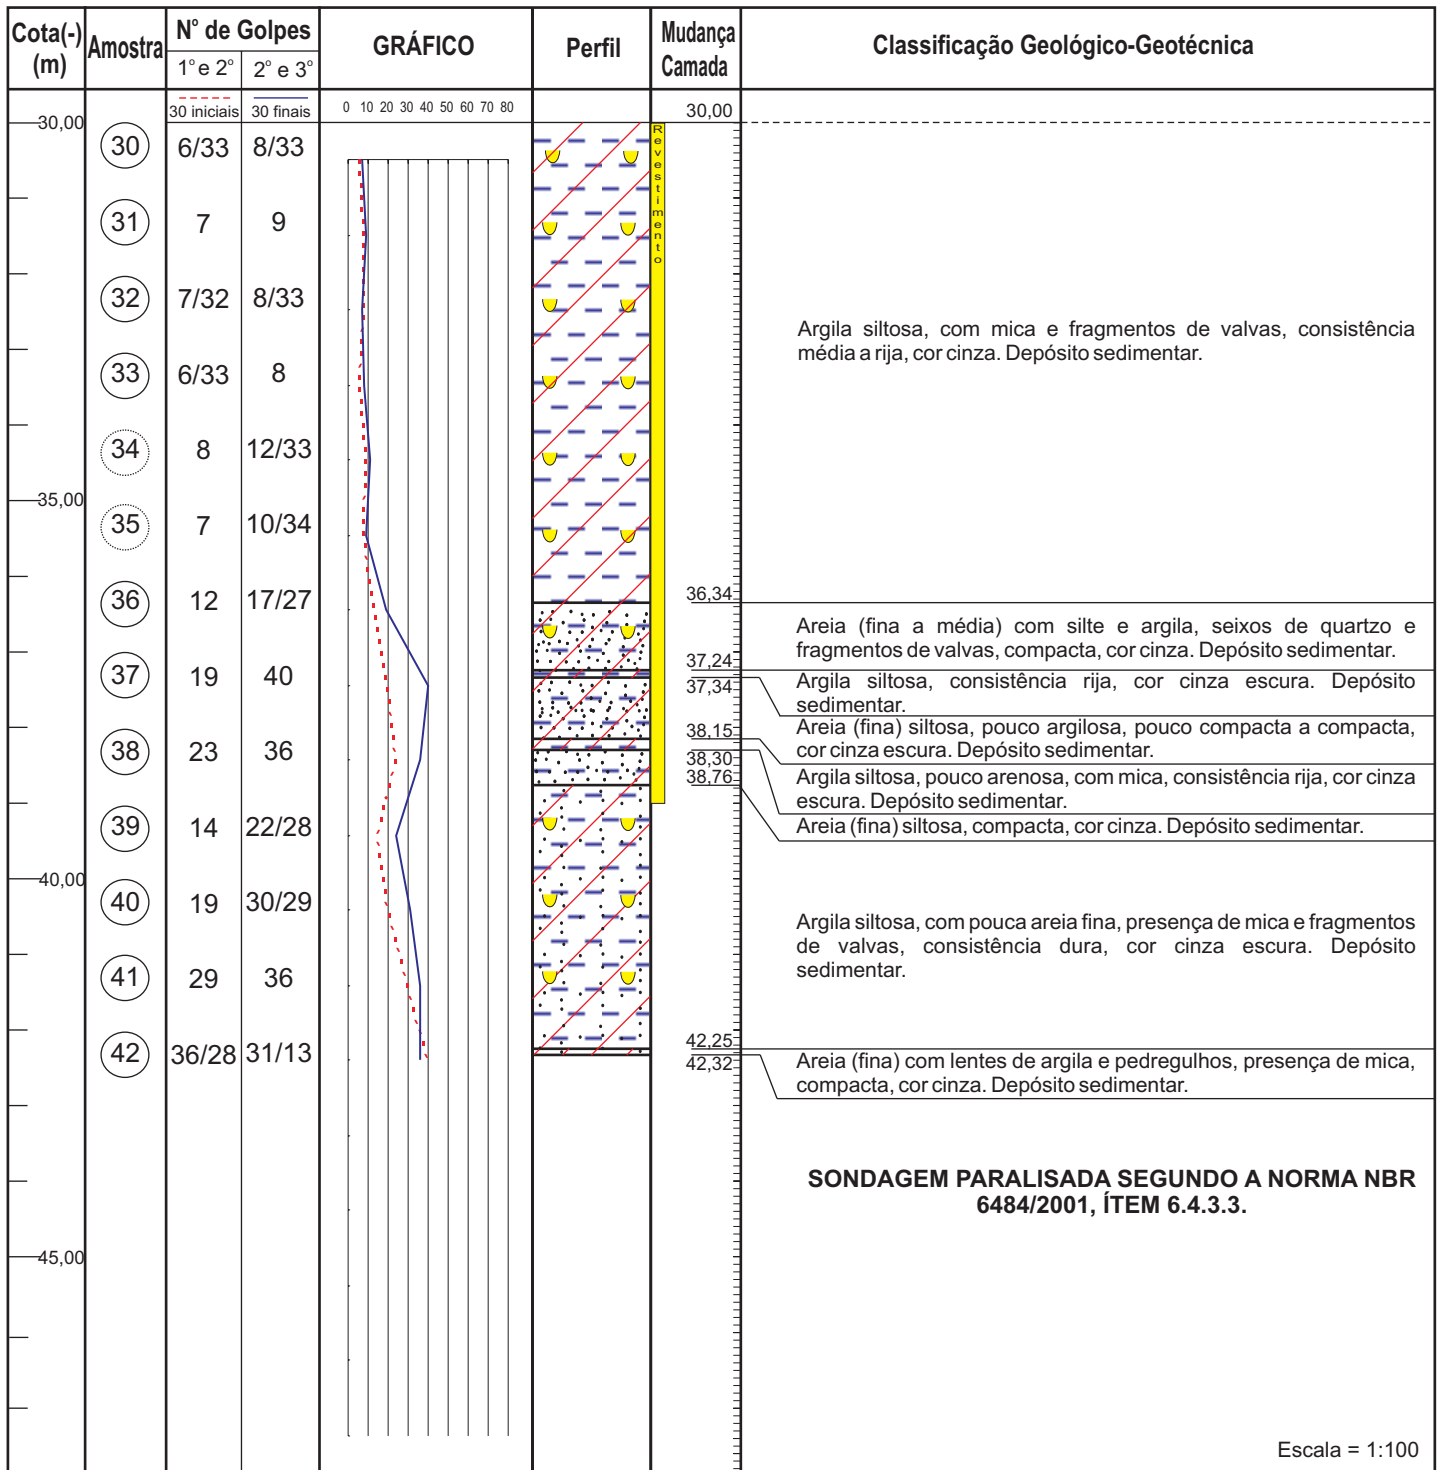 Cota(-) (m) Amostra N° de Golpes GRÁFICO Perfil Mudança Camada Classificação Geológico-Geotécnica
1° e 2° 2° e 3°
30 iniciais 30 finais 0 10 20 30 40 50 60 70 80 30,00
30,00
30 6/33 8/33
Revestimento
31 7 9
32 7/32 8/33
Argila siltosa, com mica e fragmentos de valvas, consistência
média a rija, cor cinza. Depósito sedimentar.
33 6/33 8
34 8 12/33
35,00
35 7 10/34
36 12 17/27
36,34
Areia (fina a média) com silte e argila, seixos de quartzo e
fragmentos de valvas, compacta, cor cinza. Depósito sedimentar.
37,24
37 19 40
37,34
Argila siltosa, consistência rija, cor cinza escura. Depósito
sedimentar.
Areia (fina) siltosa, pouco argilosa, pouco compacta a compacta,
cor cinza escura. Depósito sedimentar.
38,15
38 23 36
38,30
38,76
Argila siltosa, pouco arenosa, com mica, consistência rija, cor cinza
escura. Depósito sedimentar.
Areia (fina) siltosa, compacta, cor cinza. Depósito sedimentar.
39 14 22/28
40,00
40 19 30/29
Argila siltosa, com pouca areia fina, presença de mica e fragmentos
de valvas, consistência dura, cor cinza escura. Depósito
sedimentar.
41 29 36
42,25
42 36/28 31/13
42,32
Areia (fina) com lentes de argila e pedregulhos, presença de mica,
compacta, cor cinza. Depósito sedimentar.
SONDAGEM PARALISADA SEGUNDO A NORMA NBR
6484/2001, ÍTEM 6.4.3.3.
45,00
Escala = 1:100